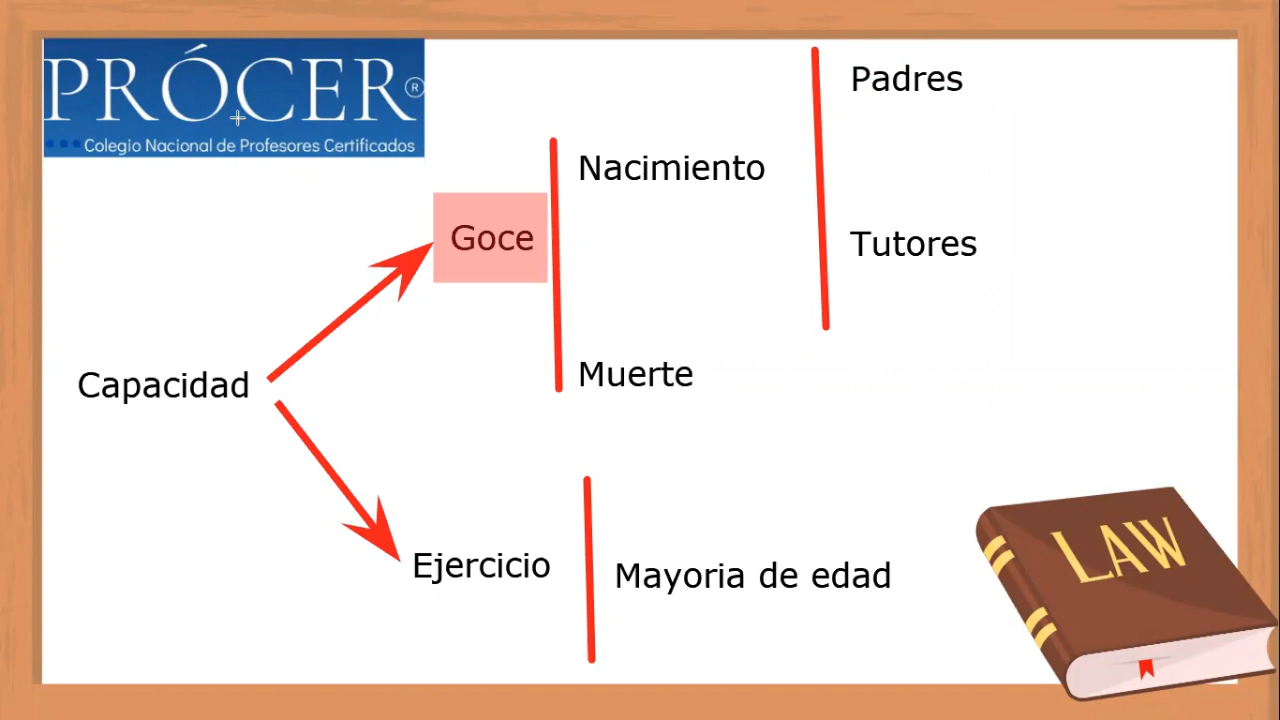 PRÓCER®
Colegio Nacional de Profesores Certificados
Padres
Nacimiento
Goce
Tutores
Muerte
Capacidad
Ejercicio
Mayoria de edad
LAW